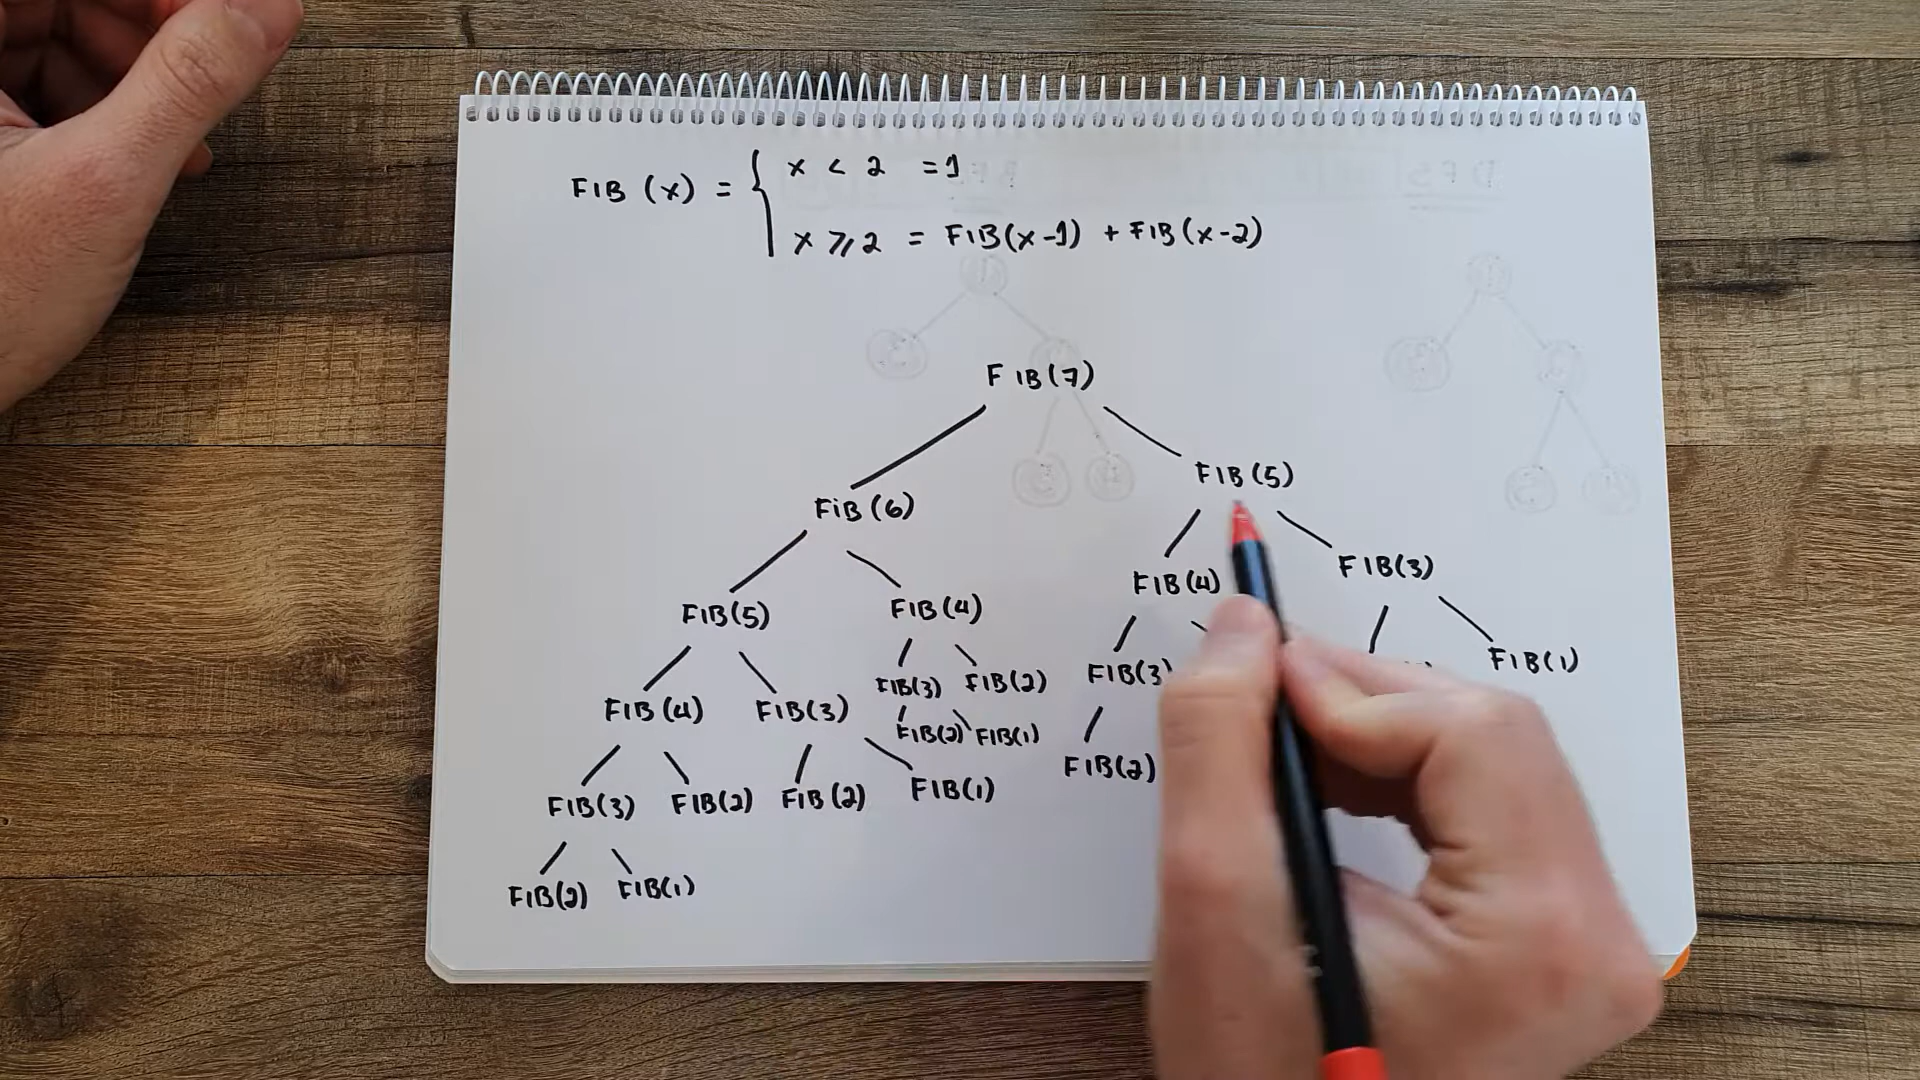 FIB (x) = { x < 2 = 1
x ⩾ 2 = FIB(x-1) + FIB(x-2)
FIB(7)
FIB(6) FIB(5)
FIB(5) FIB(4) FIB(4) FIB(3)
FIB(4) FIB(3) FIB(3) FIB(2) FIB(3) FIB(1)
FIB(2) FIB(1)
FIB(3) FIB(2) FIB(2) FIB(1) FIB(2)
FIB(2) FIB(1)